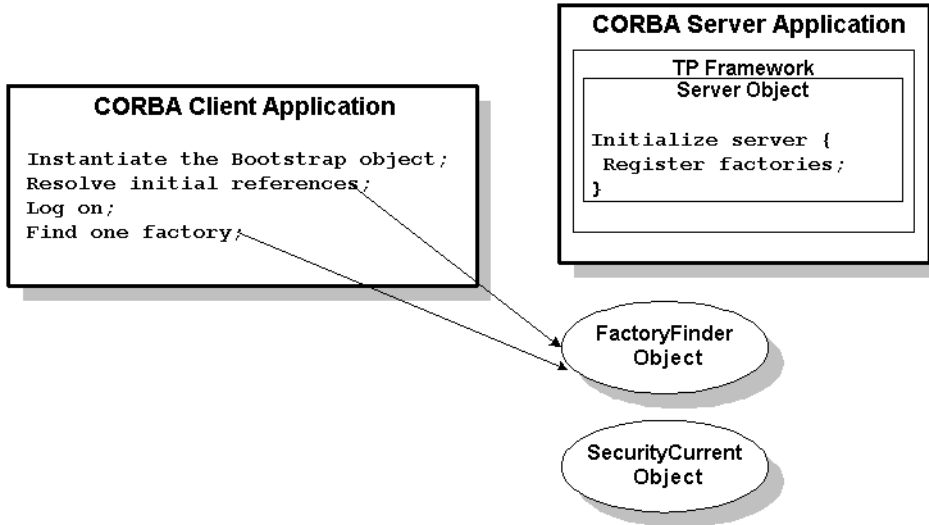 CORBA Client Application
Instantiate the Bootstrap object;
Resolve initial references;
Log on;
Find one factory;
CORBA Server Application
TP Framework
Server Object
Initialize server {
Register factories;
}
FactoryFinder
Object
SecurityCurrent
Object